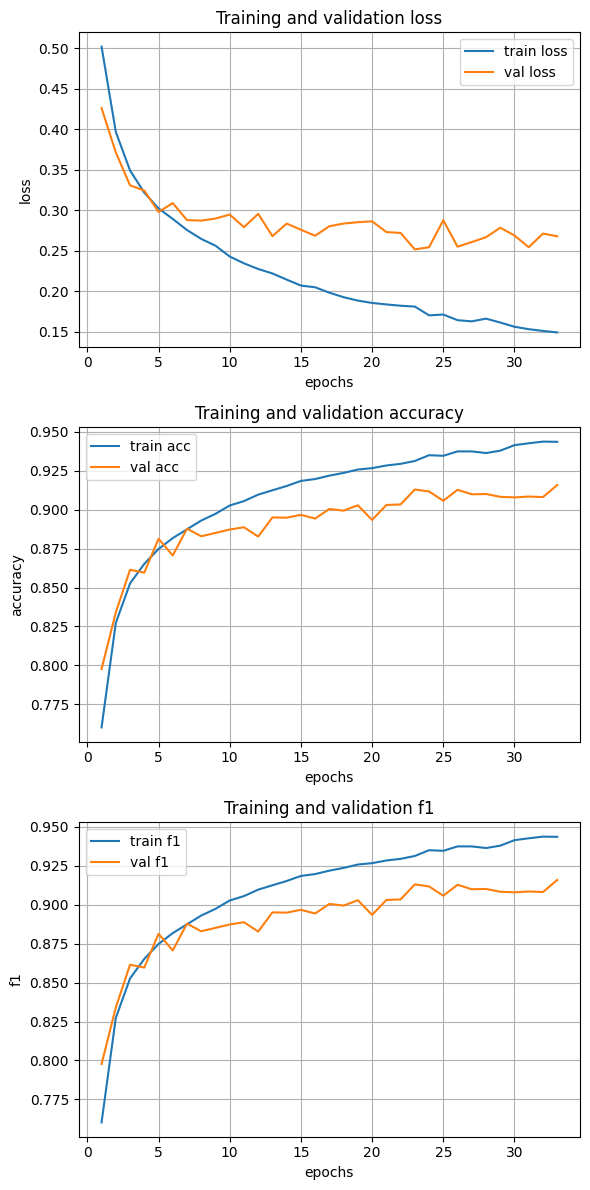 Training and validation loss
0.50
0.45
0.40
0.35
0.30
0.25
0.20
0.15
loss
train loss
val loss
0 5 10 15 20 25 30
epochs
Training and validation accuracy
0.950
0.925
0.900
0.875
0.850
0.825
0.800
0.775
accuracy
train acc
val acc
0 5 10 15 20 25 30
epochs
Training and validation f1
0.950
0.925
0.900
0.875
0.850
0.825
0.800
0.775
f1
train f1
val f1
0 5 10 15 20 25 30
epochs